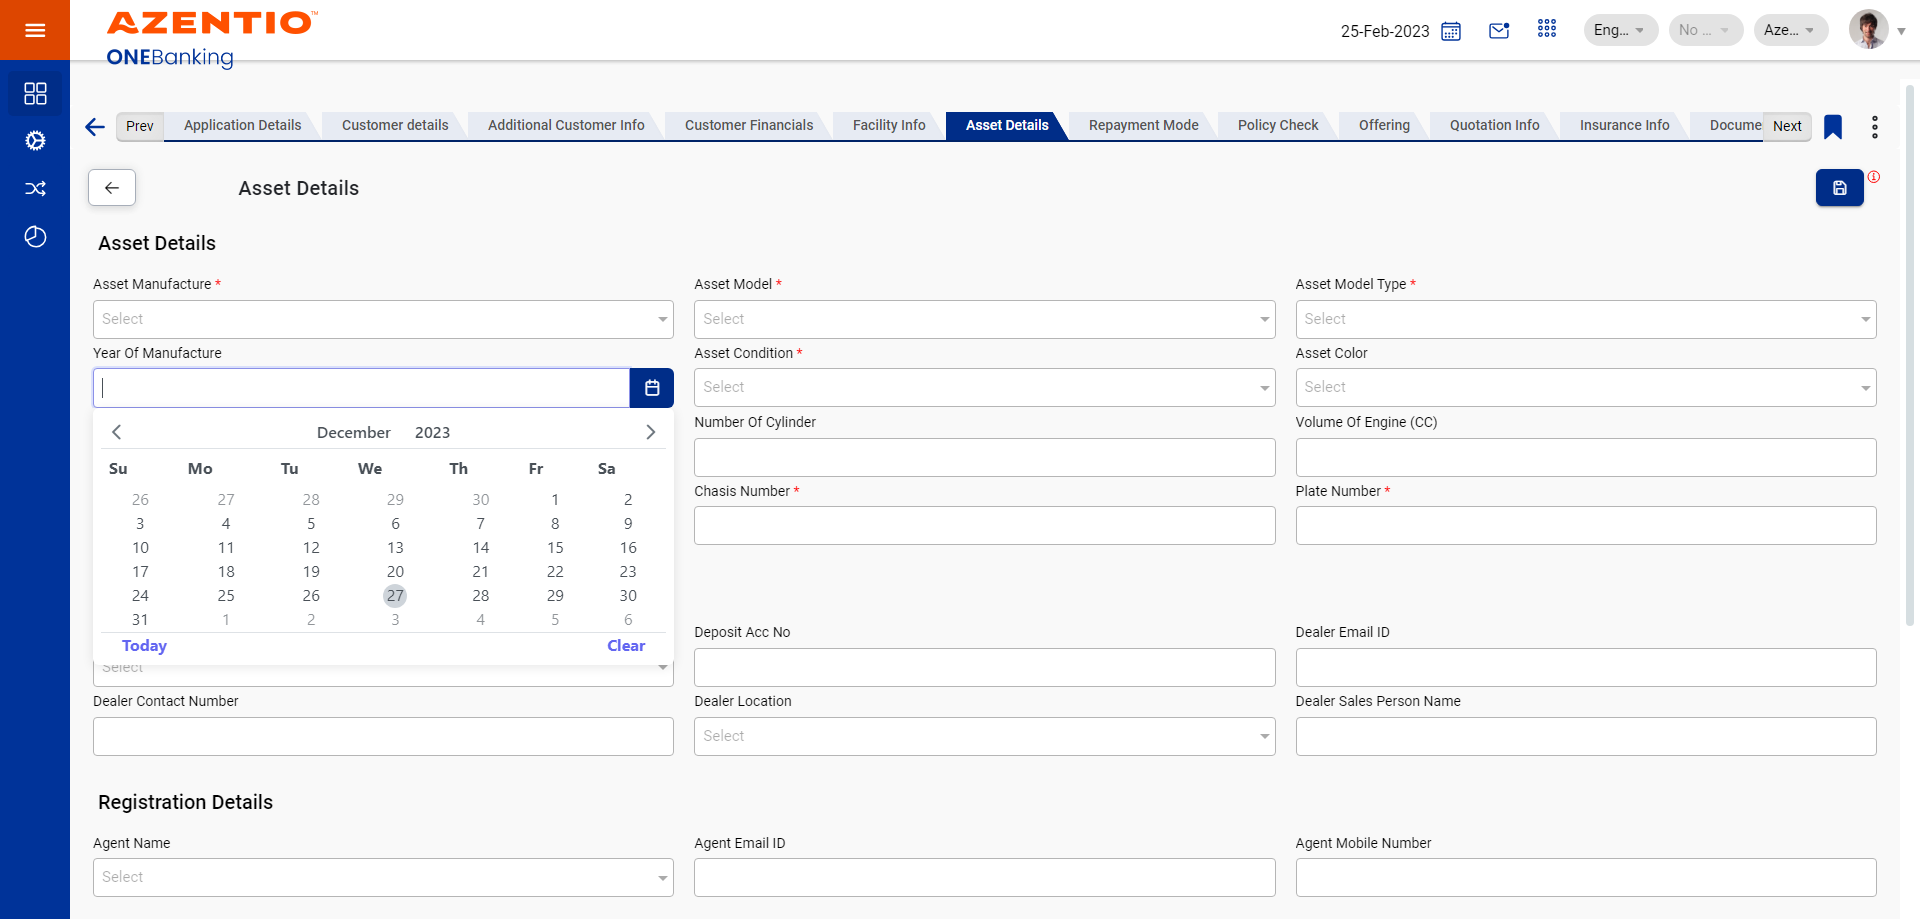 AZENTIO™
ONEBanking
25-Feb-2023
Eng...
No ...
Aze...
Prev
Application Details
Customer details
Additional Customer Info
Customer Financials
Facility Info
Asset Details
Repayment Mode
Policy Check
Offering
Quotation Info
Insurance Info
Docume
Next
Asset Details
Asset Details
Asset Manufacture *
Asset Model *
Asset Model Type *
Select
Select
Select
Year Of Manufacture
Asset Condition *
Asset Color
Select
Select
December 2023
Number Of Cylinder
Volume Of Engine (CC)
Su Mo Tu We Th Fr Sa
26 27 28 29 30 1 2
3 4 5 6 7 8 9
10 11 12 13 14 15 16
17 18 19 20 21 22 23
24 25 26 27 28 29 30
31 1 2 3 4 5 6
Today
Clear
Chasis Number *
Plate Number *
Deposit Acc No
Dealer Email ID
Select
Dealer Contact Number
Dealer Location
Dealer Sales Person Name
Select
Registration Details
Agent Name
Agent Email ID
Agent Mobile Number
Select